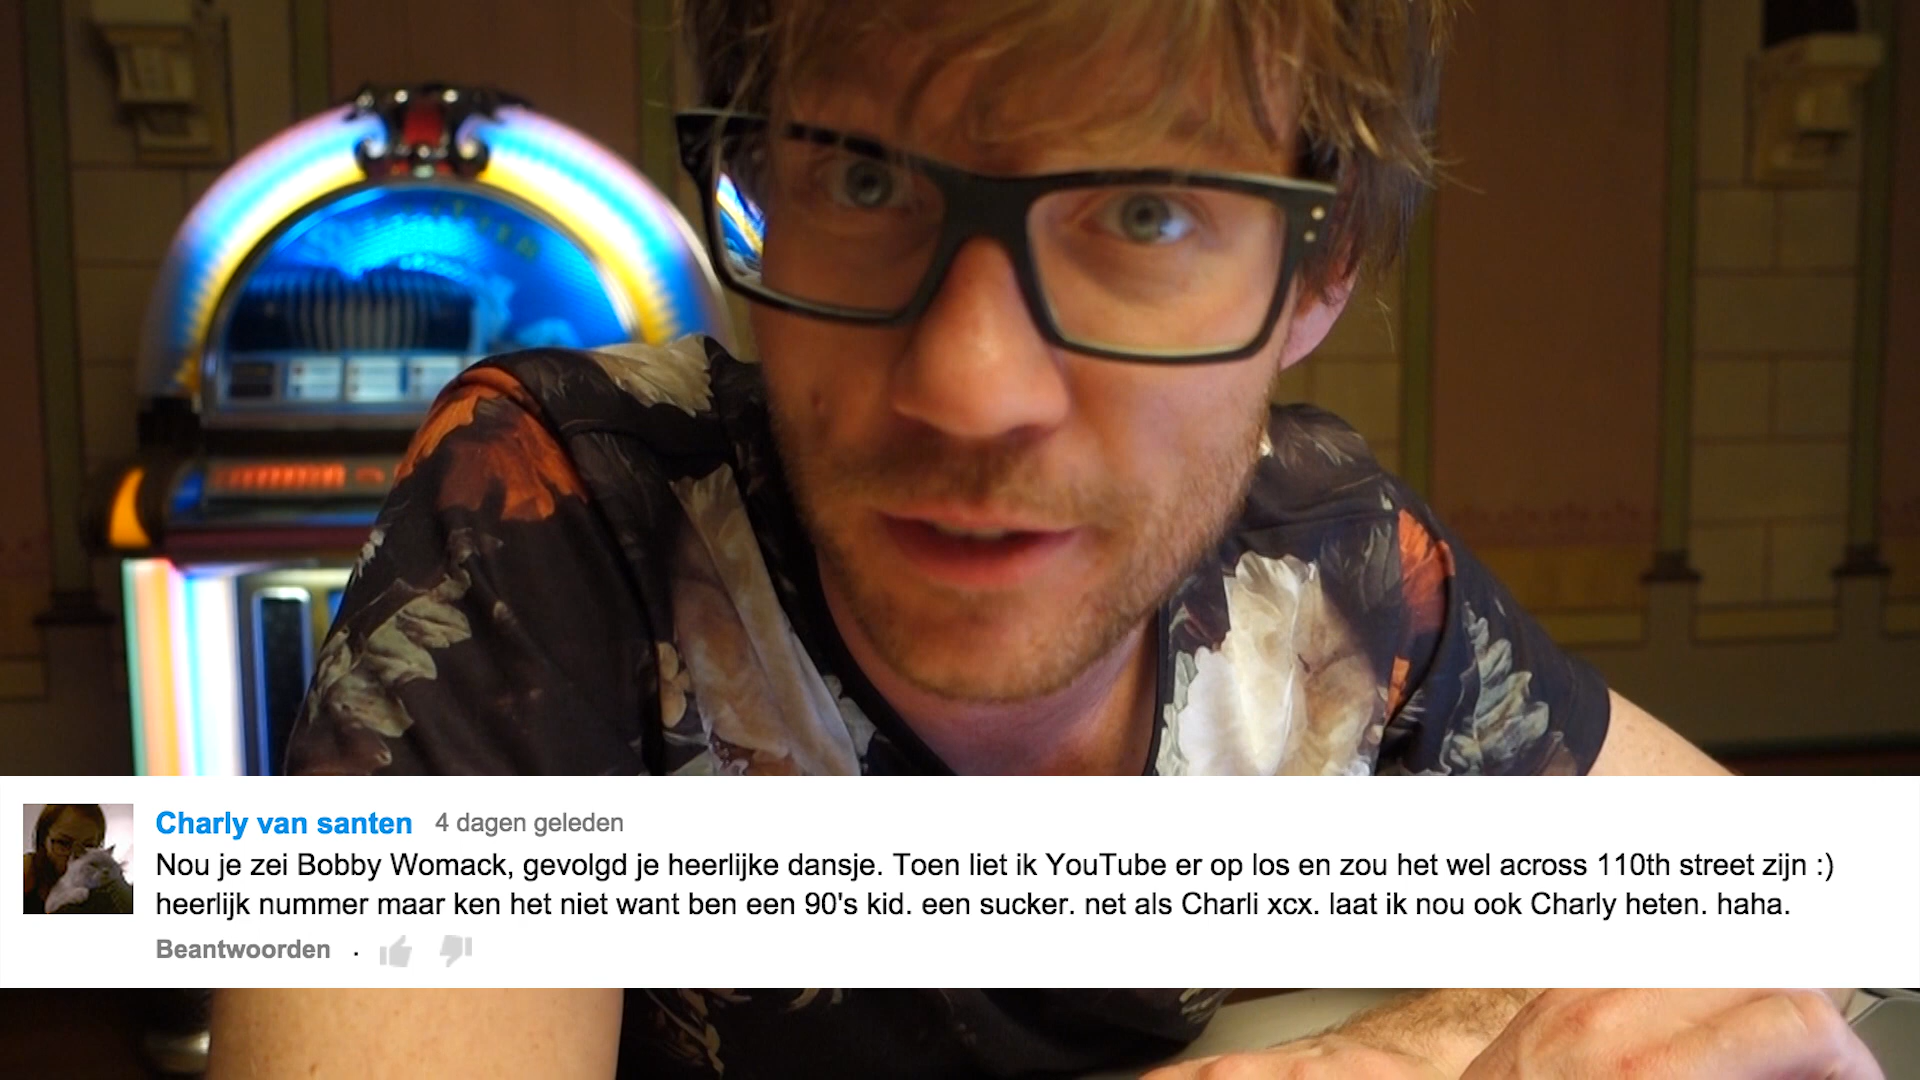 Charly van santen 4 dagen geleden
Nou je zei Bobby Womack, gevolgd je heerlijke dansje. Toen liet ik YouTube er op los en zou het wel across 110th street zijn :)
heerlijk nummer maar ken het niet want ben een 90's kid. een sucker. net als Charli xcx. laat ik nou ook Charly heten. haha.
Beantwoorden .